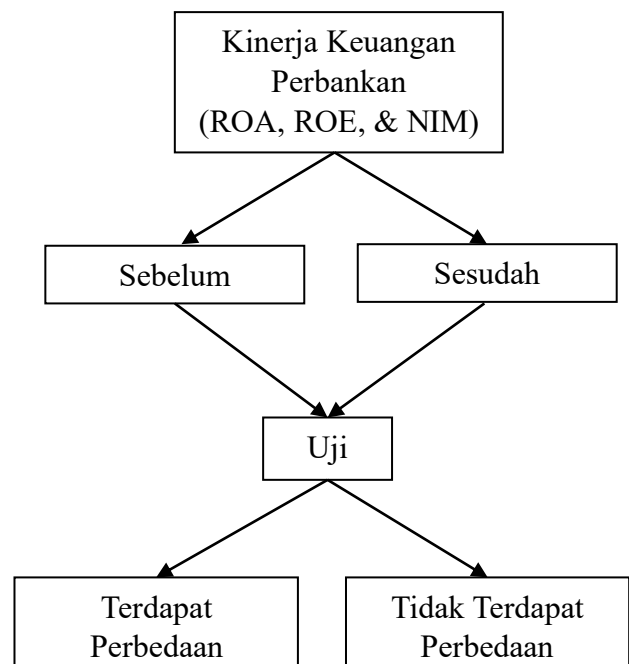 Kinerja Keuangan
Perbankan
(ROA, ROE, & NIM)
Sebelum
Sesudah
Uji
Terdapat
Perbedaan
Tidak Terdapat
Perbedaan